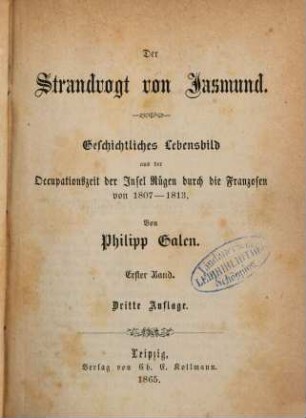 Der
Strandvogt von Jasmund.
Geschichtliches Lebensbild
aus der
Occupationszeit der Insel Rügen durch die Franzosen
von 1807—1813.
Von
Philipp Galen.
Erster Band.
Dritte Auflage.
LEIHBIBLIOTHEK
Leipzig,
Verlag von Ch. E. Kollmann.
1865.